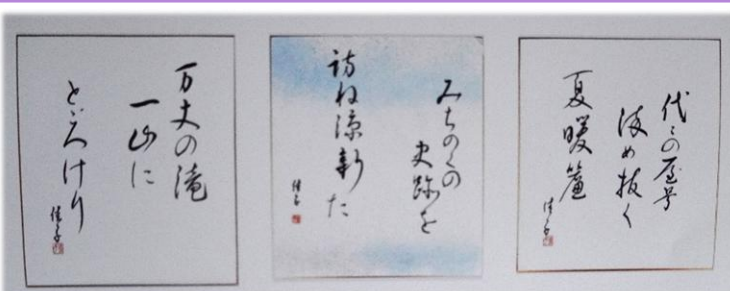 代々の屋号
染め抜く
夏暖簾
みちのくの
史跡を
訪ね涼新た
万丈の滝
一山に
とゞろけり